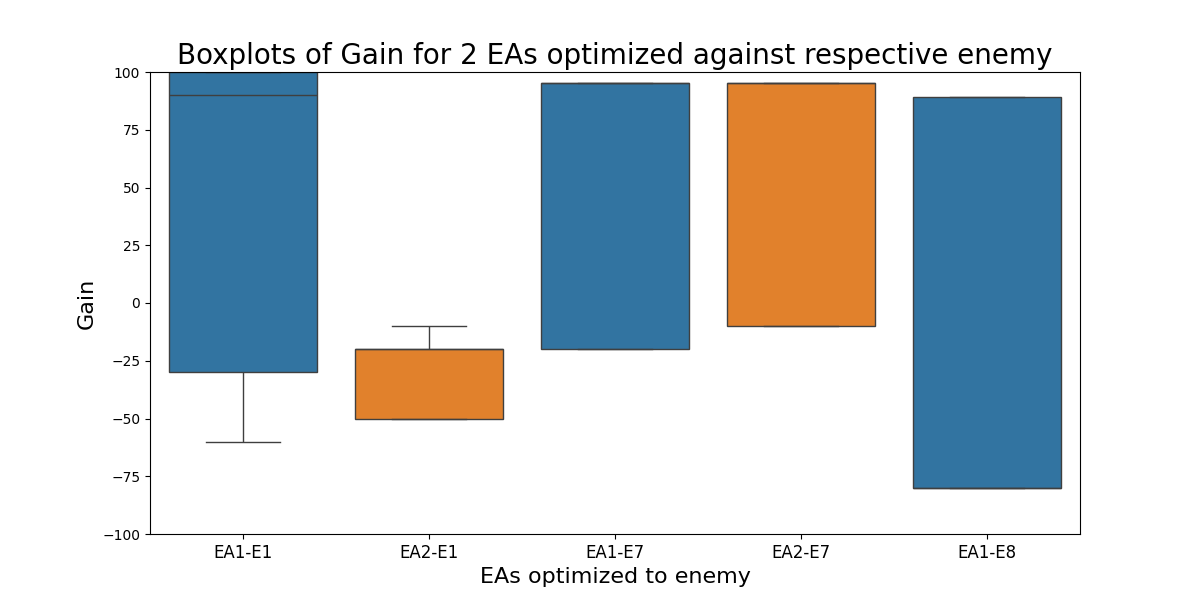 Boxplots of Gain for 2 EAs optimized against respective enemy
100
75
50
25
0
−25
−50
−75
−100
Gain
EA1-E1 EA2-E1 EA1-E7 EA2-E7 EA1-E8
EAs optimized to enemy